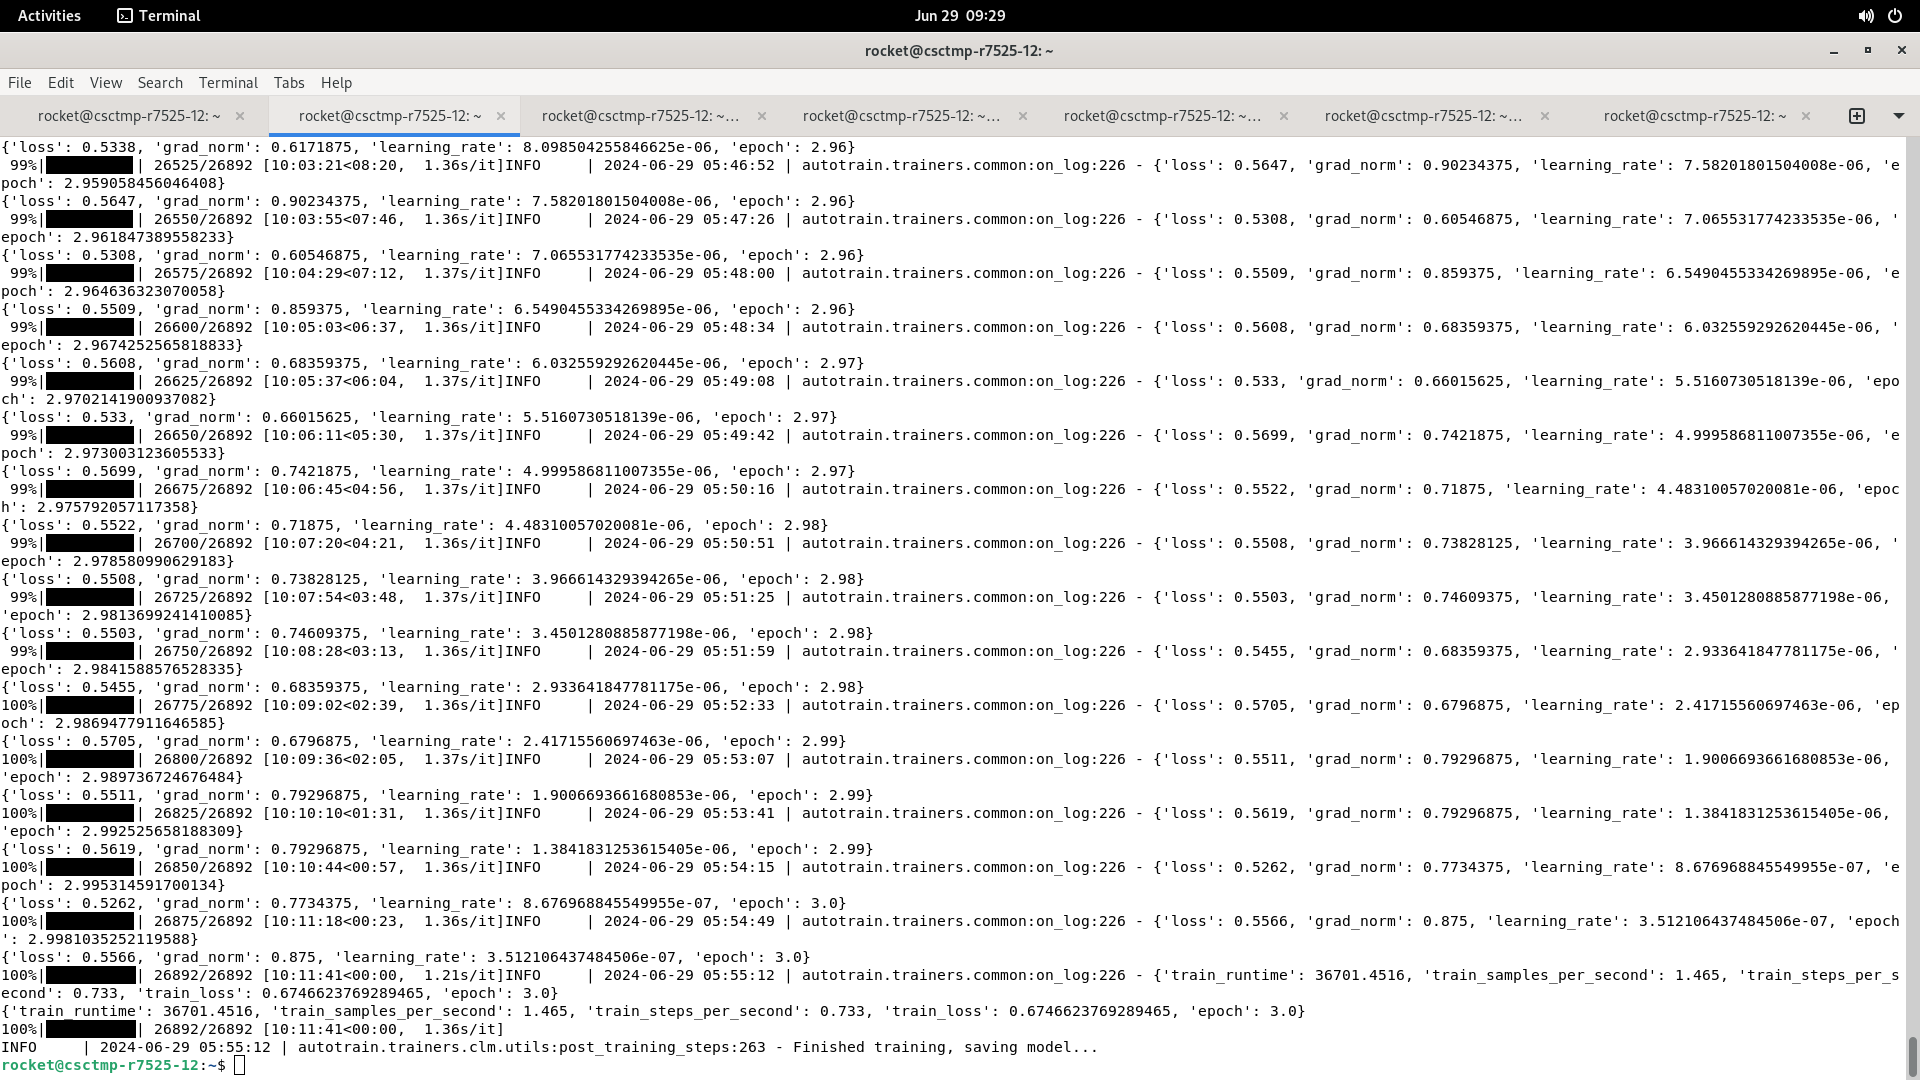 Activities Terminal Jun 29 09:29
rocket@csctmp-r7525-12: ~
File Edit View Search Terminal Tabs Help
rocket@csctmp-r7525-12: ~ × rocket@csctmp-r7525-12: ~ × rocket@csctmp-r7525-12: ~... × rocket@csctmp-r7525-12: ~... × rocket@csctmp-r7525-12: ~... × rocket@csctmp-r7525-12: ~... × rocket@csctmp-r7525-12: ~ ×
{'loss': 0.5338, 'grad_norm': 0.6171875, 'learning_rate': 8.098504255846625e-06, 'epoch': 2.96}
99%|██████████| 26525/26892 [10:03:21<08:20, 1.36s/it]INFO | 2024-06-29 05:46:52 | autotrain.trainers.common:on_log:226 - {'loss': 0.5647, 'grad_norm': 0.90234375, 'learning_rate': 7.58201801504008e-06, 'e
poch': 2.959058456046408}
{'loss': 0.5647, 'grad_norm': 0.90234375, 'learning_rate': 7.58201801504008e-06, 'epoch': 2.96}
99%|██████████| 26550/26892 [10:03:55<07:46, 1.36s/it]INFO | 2024-06-29 05:47:26 | autotrain.trainers.common:on_log:226 - {'loss': 0.5308, 'grad_norm': 0.60546875, 'learning_rate': 7.065531774233535e-06, '
epoch': 2.961847389558233}
{'loss': 0.5308, 'grad_norm': 0.60546875, 'learning_rate': 7.065531774233535e-06, 'epoch': 2.96}
99%|██████████| 26575/26892 [10:04:29<07:12, 1.37s/it]INFO | 2024-06-29 05:48:00 | autotrain.trainers.common:on_log:226 - {'loss': 0.5509, 'grad_norm': 0.859375, 'learning_rate': 6.5490455334269895e-06, 'e
poch': 2.964636323070058}
{'loss': 0.5509, 'grad_norm': 0.859375, 'learning_rate': 6.5490455334269895e-06, 'epoch': 2.96}
99%|██████████| 26600/26892 [10:05:03<06:37, 1.36s/it]INFO | 2024-06-29 05:48:34 | autotrain.trainers.common:on_log:226 - {'loss': 0.5608, 'grad_norm': 0.68359375, 'learning_rate': 6.032559292620445e-06, '
epoch': 2.9674252565818833}
{'loss': 0.5608, 'grad_norm': 0.68359375, 'learning_rate': 6.032559292620445e-06, 'epoch': 2.97}
99%|██████████| 26625/26892 [10:05:37<06:04, 1.37s/it]INFO | 2024-06-29 05:49:08 | autotrain.trainers.common:on_log:226 - {'loss': 0.533, 'grad_norm': 0.66015625, 'learning_rate': 5.5160730518139e-06, 'epo
ch': 2.9702141900937082}
{'loss': 0.533, 'grad_norm': 0.66015625, 'learning_rate': 5.5160730518139e-06, 'epoch': 2.97}
99%|██████████| 26650/26892 [10:06:11<05:30, 1.37s/it]INFO | 2024-06-29 05:49:42 | autotrain.trainers.common:on_log:226 - {'loss': 0.5699, 'grad_norm': 0.7421875, 'learning_rate': 4.999586811007355e-06, 'e
poch': 2.973003123605533}
{'loss': 0.5699, 'grad_norm': 0.7421875, 'learning_rate': 4.999586811007355e-06, 'epoch': 2.97}
99%|██████████| 26675/26892 [10:06:45<04:56, 1.37s/it]INFO | 2024-06-29 05:50:16 | autotrain.trainers.common:on_log:226 - {'loss': 0.5522, 'grad_norm': 0.71875, 'learning_rate': 4.48310057020081e-06, 'epoc
h': 2.975792057117358}
{'loss': 0.5522, 'grad_norm': 0.71875, 'learning_rate': 4.48310057020081e-06, 'epoch': 2.98}
99%|██████████| 26700/26892 [10:07:20<04:21, 1.36s/it]INFO | 2024-06-29 05:50:51 | autotrain.trainers.common:on_log:226 - {'loss': 0.5508, 'grad_norm': 0.73828125, 'learning_rate': 3.966614329394265e-06, '
epoch': 2.978580990629183}
{'loss': 0.5508, 'grad_norm': 0.73828125, 'learning_rate': 3.966614329394265e-06, 'epoch': 2.98}
99%|██████████| 26725/26892 [10:07:54<03:48, 1.37s/it]INFO | 2024-06-29 05:51:25 | autotrain.trainers.common:on_log:226 - {'loss': 0.5503, 'grad_norm': 0.74609375, 'learning_rate': 3.4501280885877198e-06,
'epoch': 2.9813699241410085}
{'loss': 0.5503, 'grad_norm': 0.74609375, 'learning_rate': 3.4501280885877198e-06, 'epoch': 2.98}
99%|██████████| 26750/26892 [10:08:28<03:13, 1.36s/it]INFO | 2024-06-29 05:51:59 | autotrain.trainers.common:on_log:226 - {'loss': 0.5455, 'grad_norm': 0.68359375, 'learning_rate': 2.933641847781175e-06, '
epoch': 2.9841588576528335}
{'loss': 0.5455, 'grad_norm': 0.68359375, 'learning_rate': 2.933641847781175e-06, 'epoch': 2.98}
100%|██████████| 26775/26892 [10:09:02<02:39, 1.36s/it]INFO | 2024-06-29 05:52:33 | autotrain.trainers.common:on_log:226 - {'loss': 0.5705, 'grad_norm': 0.6796875, 'learning_rate': 2.41715560697463e-06, 'ep
och': 2.9869477911646585}
{'loss': 0.5705, 'grad_norm': 0.6796875, 'learning_rate': 2.41715560697463e-06, 'epoch': 2.99}
100%|██████████| 26800/26892 [10:09:36<02:05, 1.37s/it]INFO | 2024-06-29 05:53:07 | autotrain.trainers.common:on_log:226 - {'loss': 0.5511, 'grad_norm': 0.79296875, 'learning_rate': 1.9006693661680853e-06,
'epoch': 2.989736724676484}
{'loss': 0.5511, 'grad_norm': 0.79296875, 'learning_rate': 1.9006693661680853e-06, 'epoch': 2.99}
100%|██████████| 26825/26892 [10:10:10<01:31, 1.36s/it]INFO | 2024-06-29 05:53:41 | autotrain.trainers.common:on_log:226 - {'loss': 0.5619, 'grad_norm': 0.79296875, 'learning_rate': 1.3841831253615405e-06,
'epoch': 2.992525658188309}
{'loss': 0.5619, 'grad_norm': 0.79296875, 'learning_rate': 1.3841831253615405e-06, 'epoch': 2.99}
100%|██████████| 26850/26892 [10:10:44<00:57, 1.36s/it]INFO | 2024-06-29 05:54:15 | autotrain.trainers.common:on_log:226 - {'loss': 0.5262, 'grad_norm': 0.7734375, 'learning_rate': 8.676968845549955e-07, 'e
poch': 2.995314591700134}
{'loss': 0.5262, 'grad_norm': 0.7734375, 'learning_rate': 8.676968845549955e-07, 'epoch': 3.0}
100%|██████████| 26875/26892 [10:11:18<00:23, 1.36s/it]INFO | 2024-06-29 05:54:49 | autotrain.trainers.common:on_log:226 - {'loss': 0.5566, 'grad_norm': 0.875, 'learning_rate': 3.512106437484506e-07, 'epoch
': 2.9981035252119588}
{'loss': 0.5566, 'grad_norm': 0.875, 'learning_rate': 3.512106437484506e-07, 'epoch': 3.0}
100%|██████████| 26892/26892 [10:11:41<00:00, 1.21s/it]INFO | 2024-06-29 05:55:12 | autotrain.trainers.common:on_log:226 - {'train_runtime': 36701.4516, 'train_samples_per_second': 1.465, 'train_steps_per_s
econd': 0.733, 'train_loss': 0.6746623769289465, 'epoch': 3.0}
{'train_runtime': 36701.4516, 'train_samples_per_second': 1.465, 'train_steps_per_second': 0.733, 'train_loss': 0.6746623769289465, 'epoch': 3.0}
100%|██████████| 26892/26892 [10:11:41<00:00, 1.36s/it]
INFO | 2024-06-29 05:55:12 | autotrain.trainers.clm.utils:post_training_steps:263 - Finished training, saving model...
rocket@csctmp-r7525-12:~$